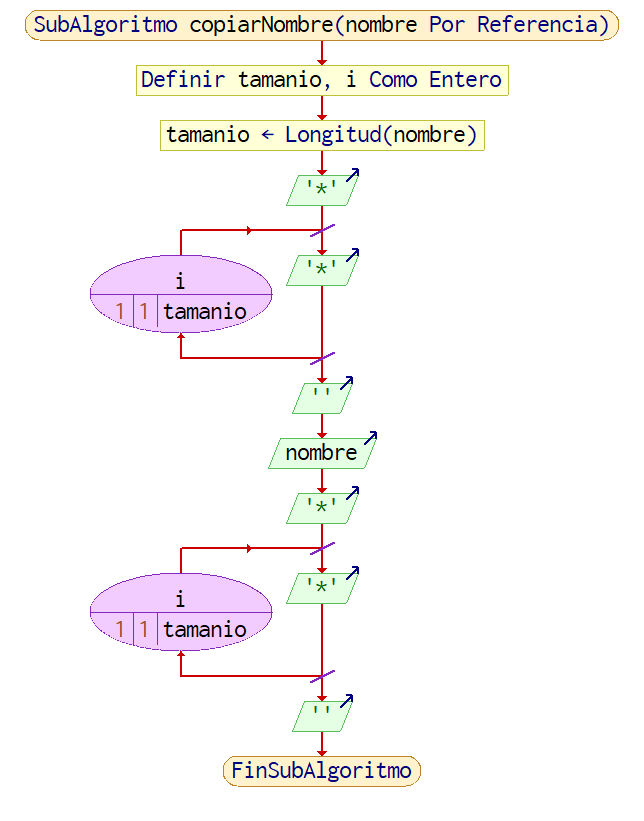 SubAlgoritmo copiarNombre(nombre Por Referencia)
Definir tamanio, i Como Entero
tamanio ← Longitud(nombre)
'*'
'*'
i
1 1 tamanio
''
nombre
'*'
'*'
i
1 1 tamanio
''
FinSubAlgoritmo